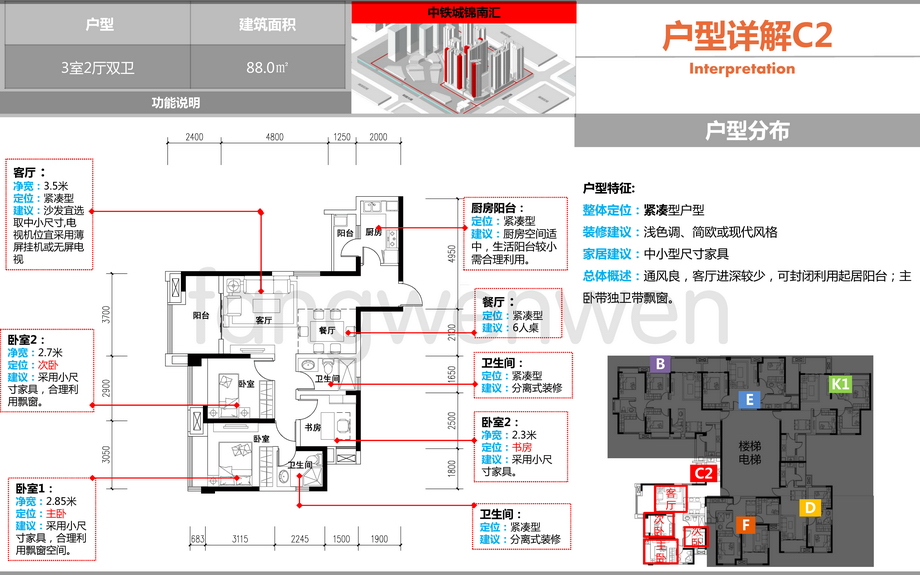 户型
建筑面积
3室2厅双卫
88.0㎡
功能说明
中铁城锦南汇
户型详解C2
Interpretation
户型分布
2400
4800
1250
2000
客厅：
净宽：3.5米
定位：紧凑型
建议：沙发宜选
取中小尺寸,电
视机位宜采用薄
屏挂机或无屏电
视
卧室2：
净宽：2.7米
定位：次卧
建议：采用小尺
寸家具，合理利
用飘窗。
卧室1：
净宽：2.85米
定位：主卧
建议：采用小尺
寸家具，合理利
用飘窗空间。
3700
2900
3050
阳台
客厅
餐厅
阳台
厨房
卧室
卫生间
书房
卧室
卫生间
4950
2100
1650
2500
1800
683
3115
2245
1500
1900
fangwenwen
厨房阳台：
定位：紧凑型
建议：厨房空间适
中，生活阳台较小
需合理利用。
餐厅：
定位：紧凑型
建议：6人桌
卫生间：
定位：紧凑型
建议：分离式装修
卧室2：
净宽：2.3米
定位：书房
建议：采用小尺
寸家具。
卫生间：
定位：紧凑型
建议：分离式装修
户型特征:
整体定位：紧凑型户型
装修建议：浅色调、简欧或现代风格
家居建议：中小型尺寸家具
总体概述：通风良，客厅进深较少，可封闭利用起居阳台；主
卧带独卫带飘窗。
B
E
K1
楼梯
电梯
C2
客厅
次卧
次卧
主卧
F
D